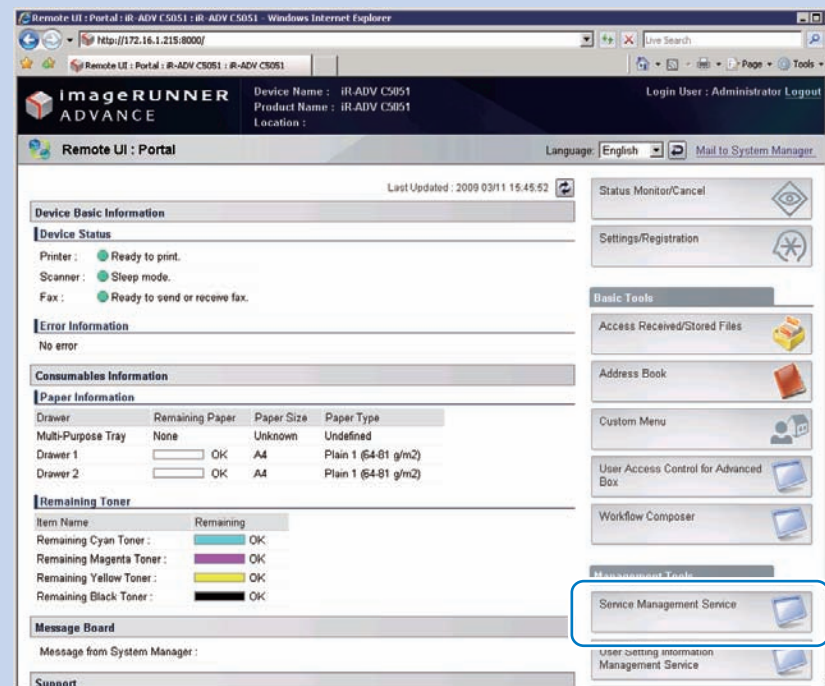 Remote UI : Portal : iR-ADV C5051 : iR-ADV C5051 - Windows Internet Explorer
http://172.16.1.215:8000/
Live Search
Remote UI : Portal : iR-ADV C5051 : iR-ADV C5051
Page
Tools
imageRUNNER
ADVANCE
Device Name : iR-ADV C5051
Product Name : iR-ADV C5051
Location :
Login User : Administrator Logout
Remote UI : Portal
Language: English
Mail to System Manager
Last Updated : 2009 03/11 15:45:52
Device Basic Information
Device Status
Printer : Ready to print.
Scanner : Sleep mode.
Fax : Ready to send or receive fax.
Error Information
No error
Consumables Information
Paper Information
Drawer Remaining Paper Paper Size Paper Type
Multi-Purpose Tray None Unknown Undefined
Drawer 1 OK A4 Plain 1 (64-81 g/m2)
Drawer 2 OK A4 Plain 1 (64-81 g/m2)
Remaining Toner
Item Name Remaining
Remaining Cyan Toner : OK
Remaining Magenta Toner : OK
Remaining Yellow Toner : OK
Remaining Black Toner : OK
Message Board
Message from System Manager :
Support
Status Monitor/Cancel
Settings/Registration
Basic Tools
Access Received/Stored Files
Address Book
Custom Menu
User Access Control for Advanced
Box
Workflow Composer
Management Tools
Service Management Service
User Setting Information
Management Service